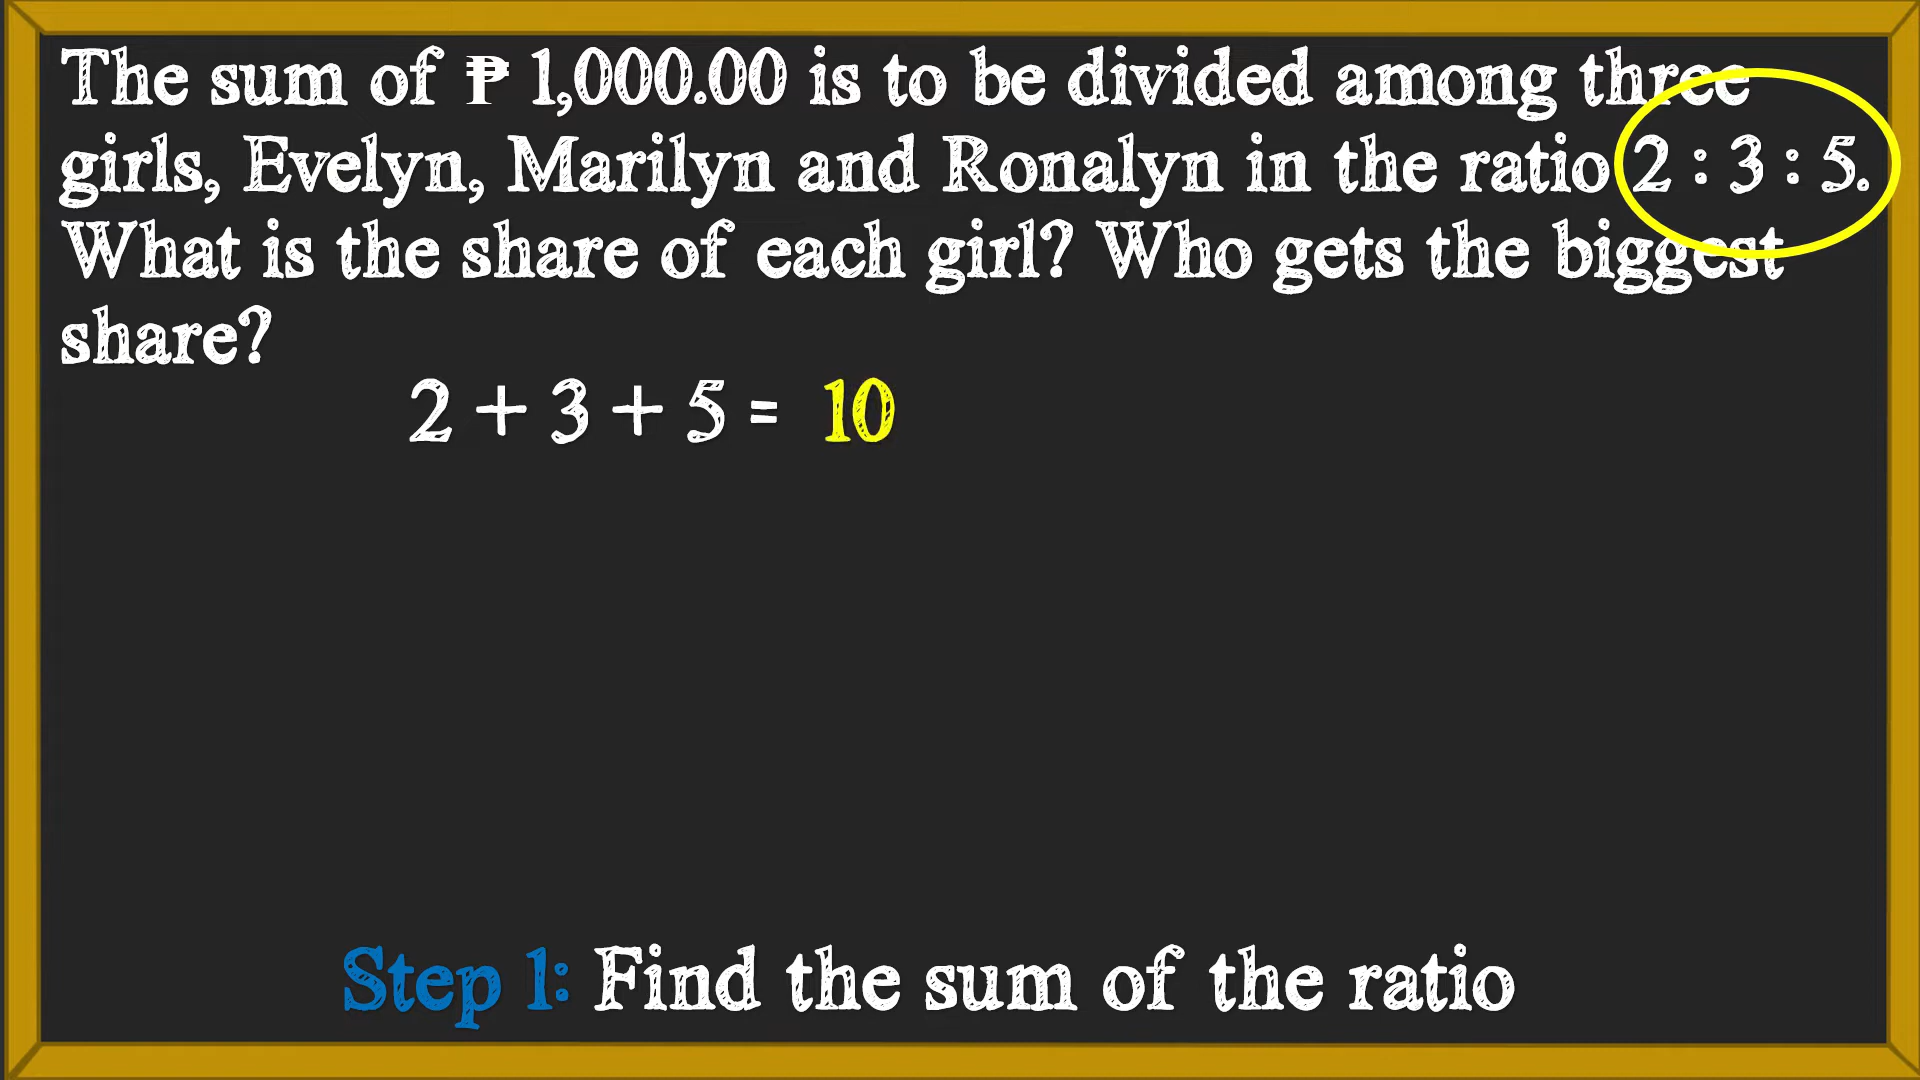 The sum of ₱ 1,000.00 is to be divided among three
girls, Evelyn, Marilyn and Ronalyn in the ratio 2 : 3 : 5.
What is the share of each girl? Who gets the biggest
share?
2 + 3 + 5 = 10
Step 1: Find the sum of the ratio